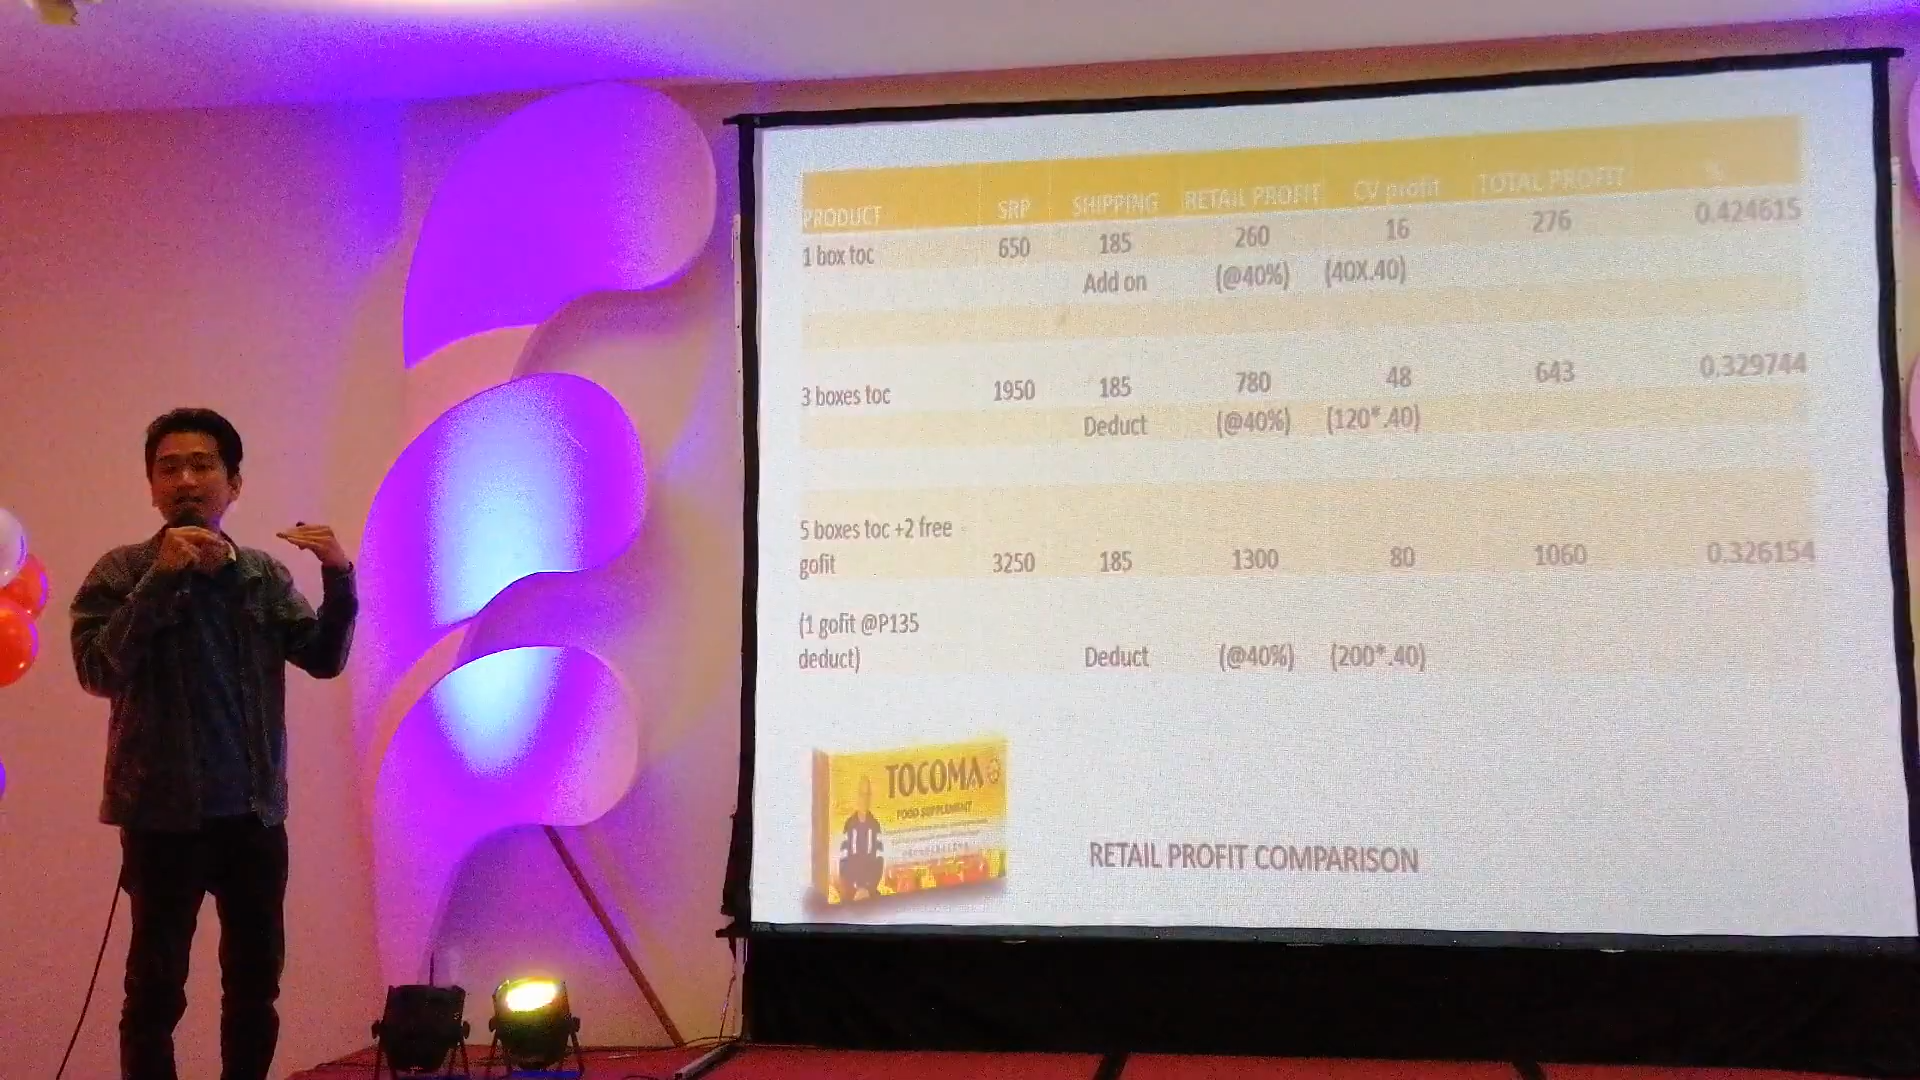 PRODUCT SRP SHIPPING RETAIL PROFIT CV profit TOTAL PROFIT %
1 box toc 650 185 260 16 276 0.424615
Add on (@40%) (40X.40)
3 boxes toc 1950 185 780 48 643 0.329744
Deduct (@40%) (120*.40)
5 boxes toc +2 free
gofit 3250 185 1300 80 1060 0.326154
(1 gofit @P135
deduct) Deduct (@40%) (200*.40)
TOCOMA
FOOD SUPPLEMENT
RETAIL PROFIT COMPARISON